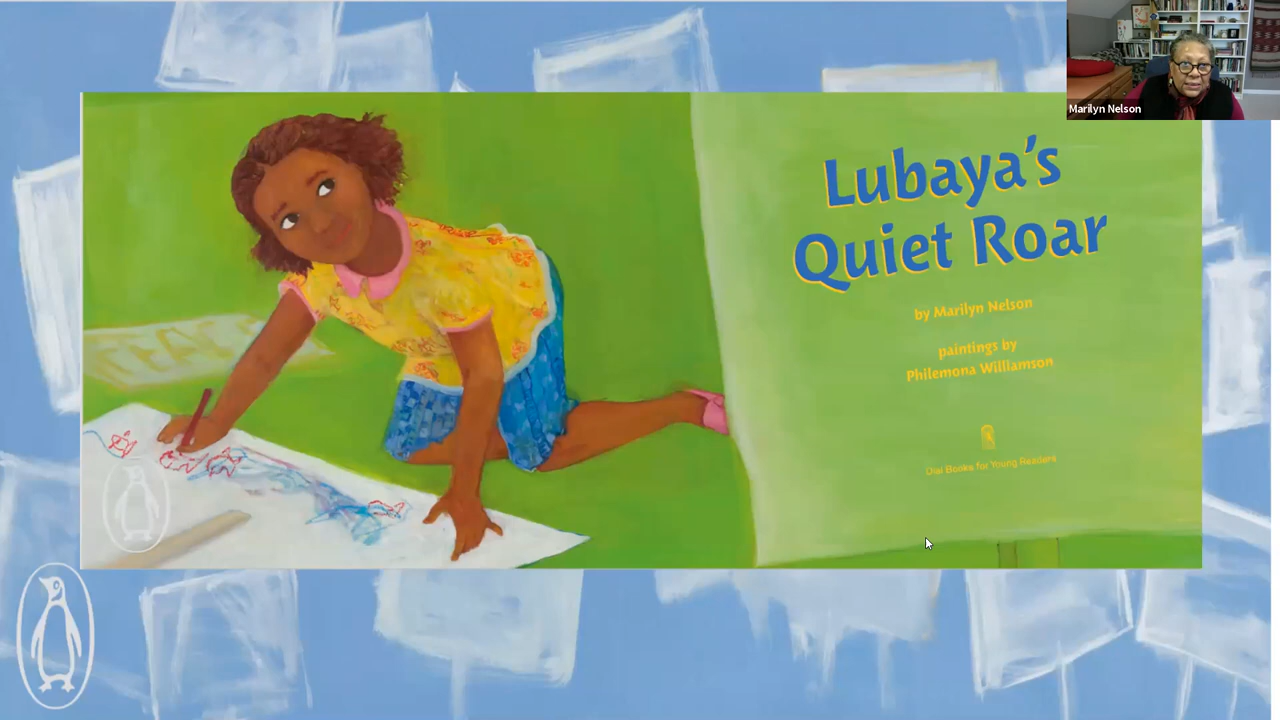 Marilyn Nelson
Lubaya's
Quiet Roar
by Marilyn Nelson
paintings by
Philemona Williamson
Dial Books for Young Readers